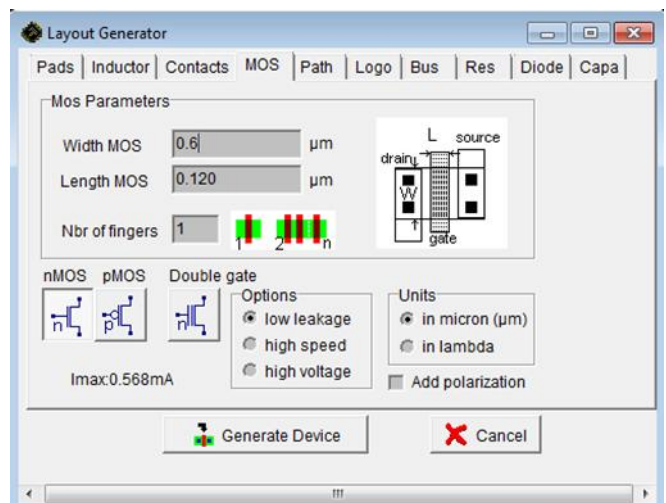 Layout Generator
Pads Inductor Contacts MOS Path Logo Bus Res Diode Capa
Mos Parameters
Width MOS 0.6 µm
Length MOS 0.120 µm
Nbr of fingers 1
1 2 n
L source
drain
W
gate
nMOS pMOS Double gate
n p n
Options
low leakage
high speed
high voltage
Units
in micron (µm)
in lambda
Imax:0.568mA
Add polarization
Generate Device
Cancel